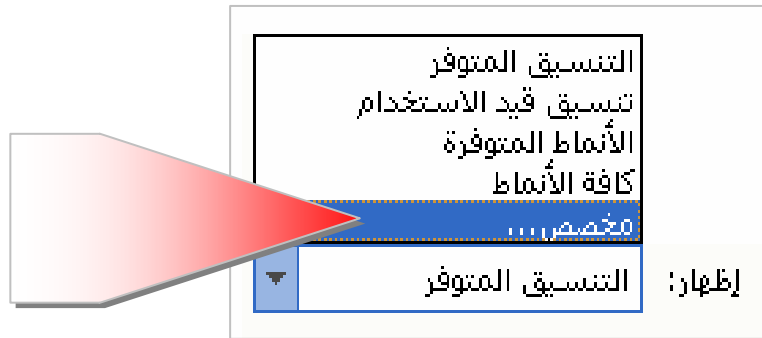 التنسيق المتوفر
تنسيق قيد الاستخدام
الأنماط المتوفرة
كافة الأنماط
مخصص...
إظهار: التنسيق المتوفر